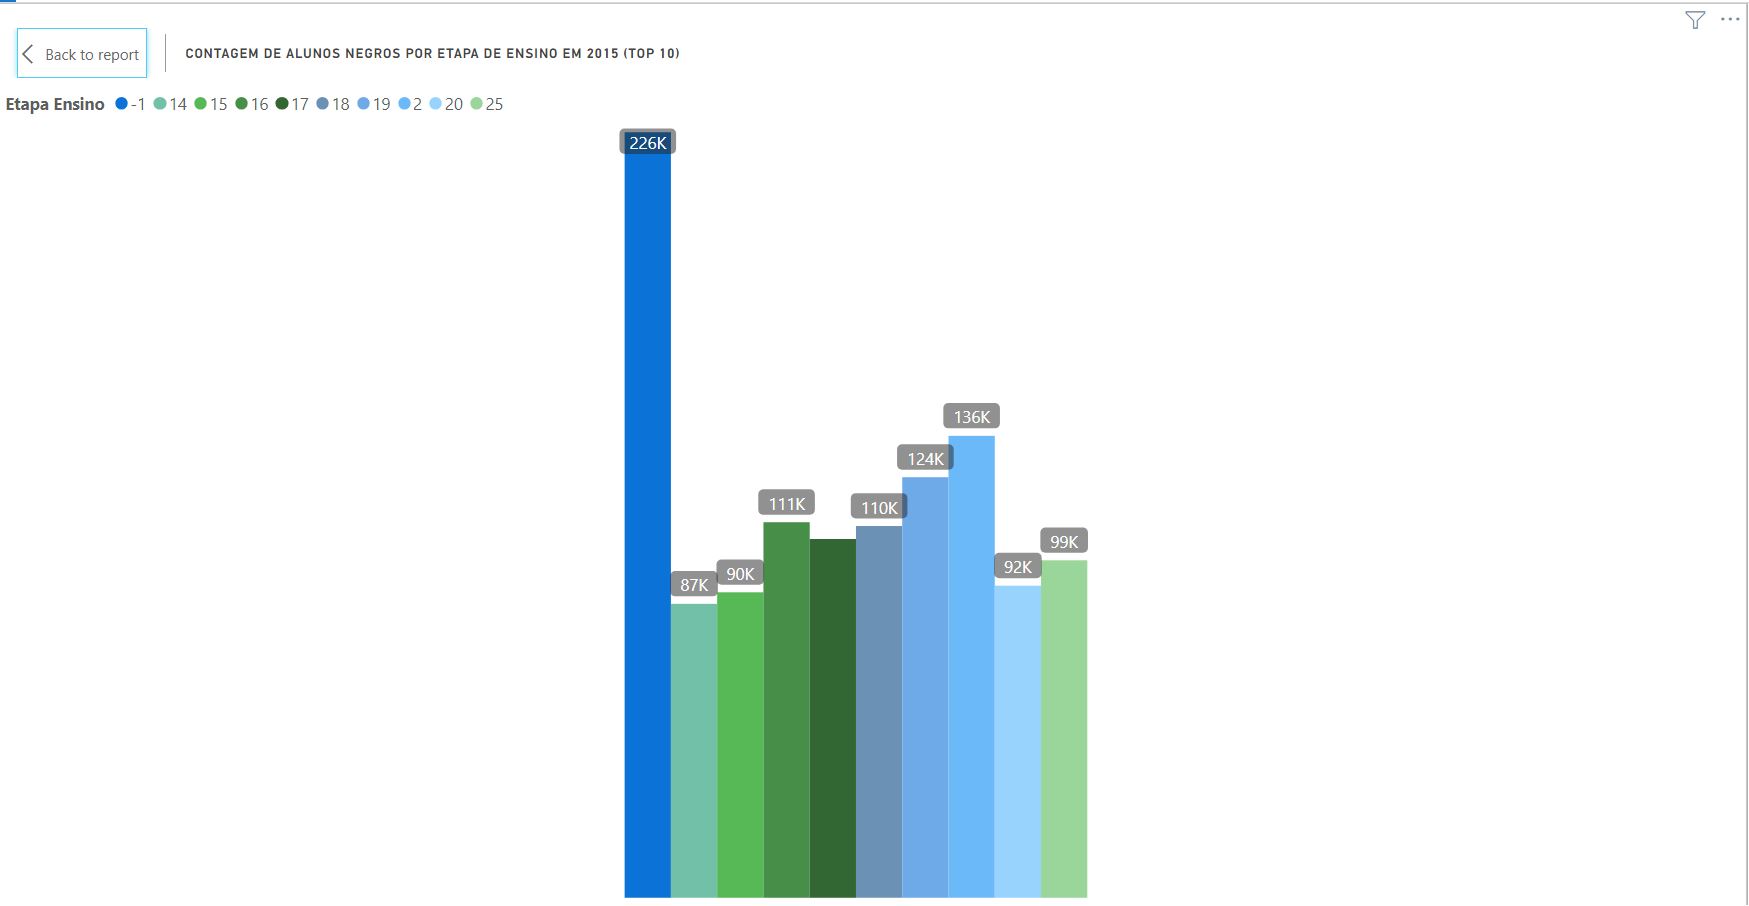 Back to report
CONTAGEM DE ALUNOS NEGROS POR ETAPA DE ENSINO EM 2015 (TOP 10)
Etapa Ensino -1 14 15 16 17 18 19 2 20 25
226K
136K
124K
111K
110K
99K
92K
90K
87K